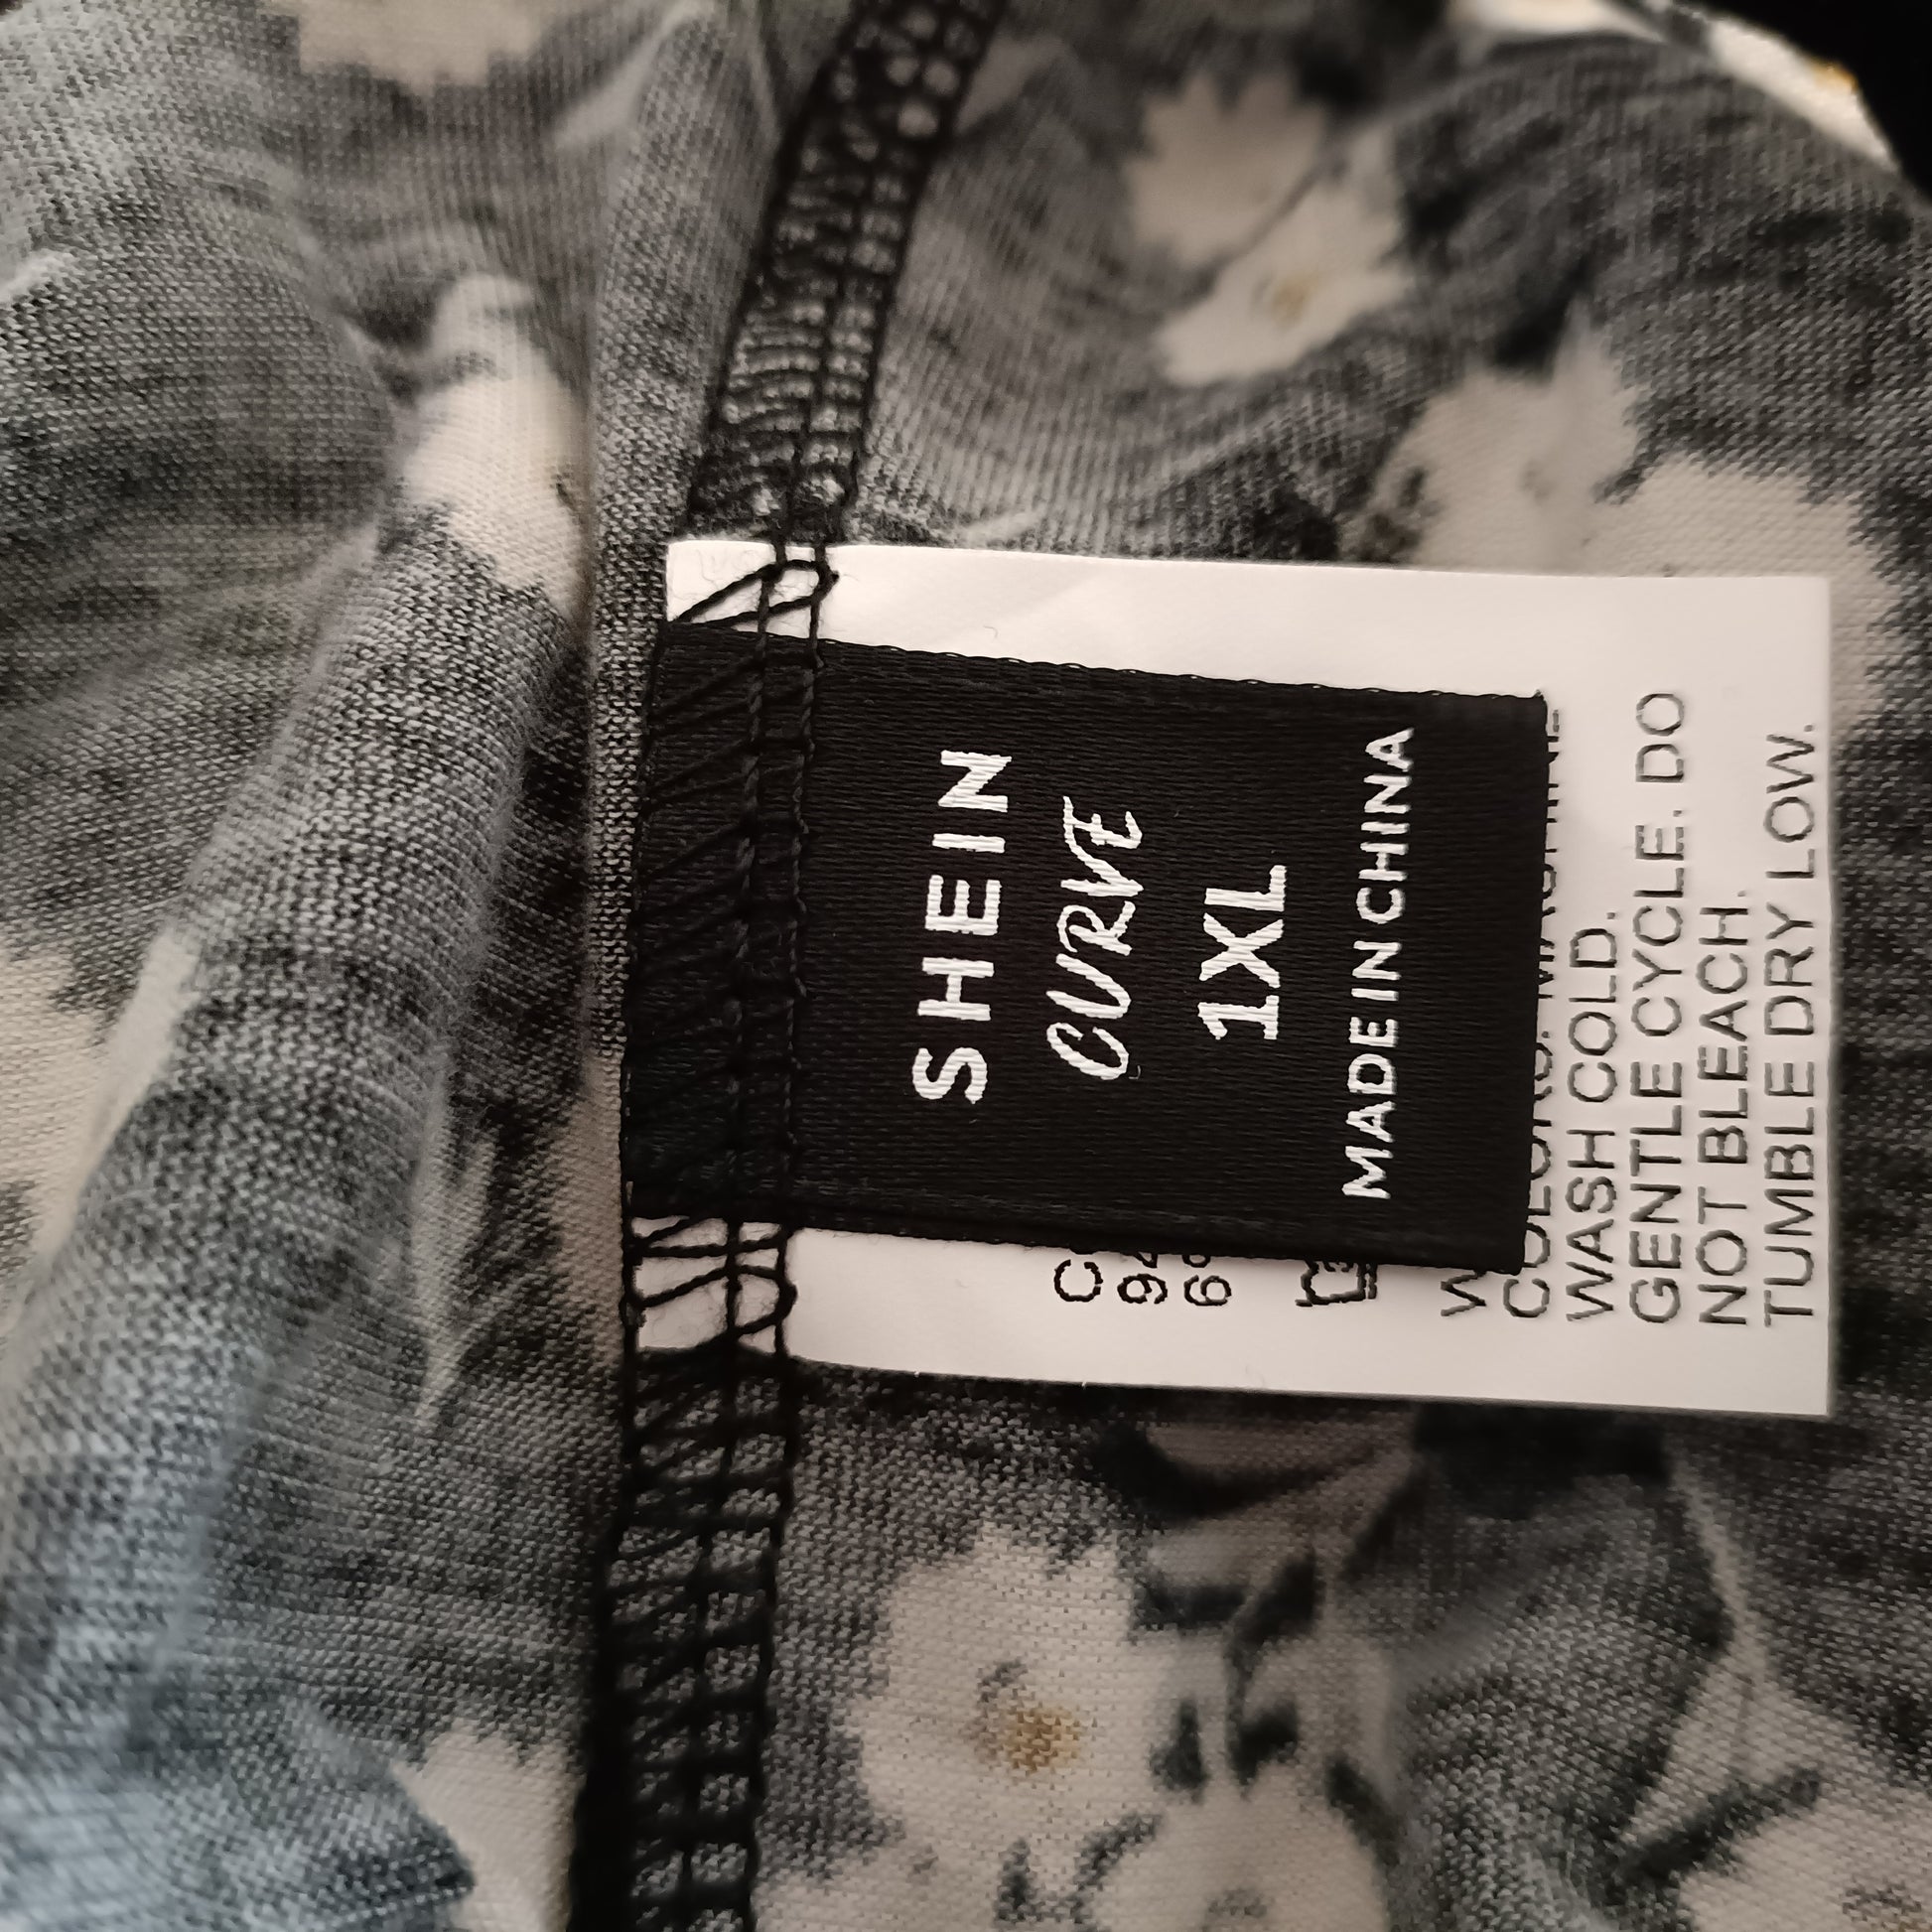 SHEIN
CURVE
1XL
MADE IN CHINA
WASH COLD.
GENTLE CYCLE. DO
NOT BLEACH.
TUMBLE DRY LOW.